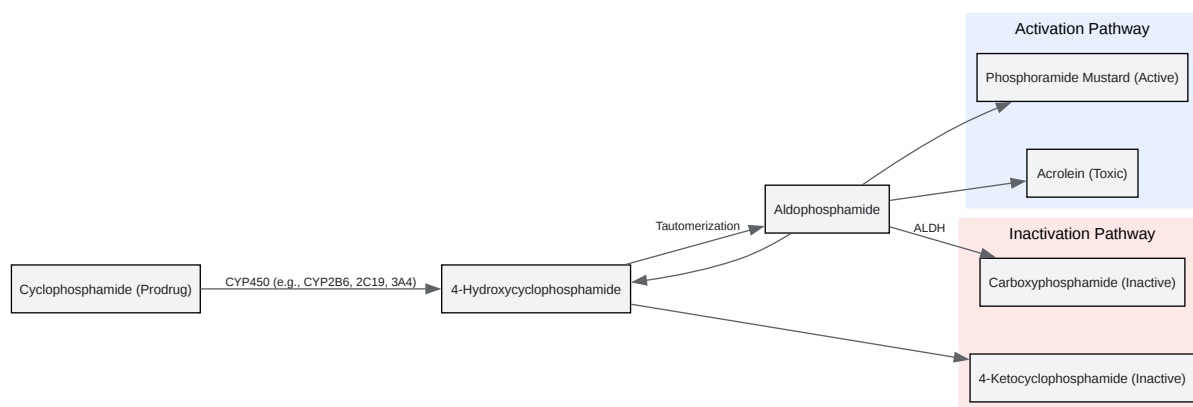 Activation Pathway
Phosphoramide Mustard (Active)
Acrolein (Toxic)
Aldophosphamide
Tautomerization
ALDH
Inactivation Pathway
Cyclophosphamide (Prodrug)
CYP450 (e.g., CYP2B6, 2C19, 3A4)
4-Hydroxycyclophosphamide
Carboxyphosphamide (Inactive)
4-Ketocyclophosphamide (Inactive)